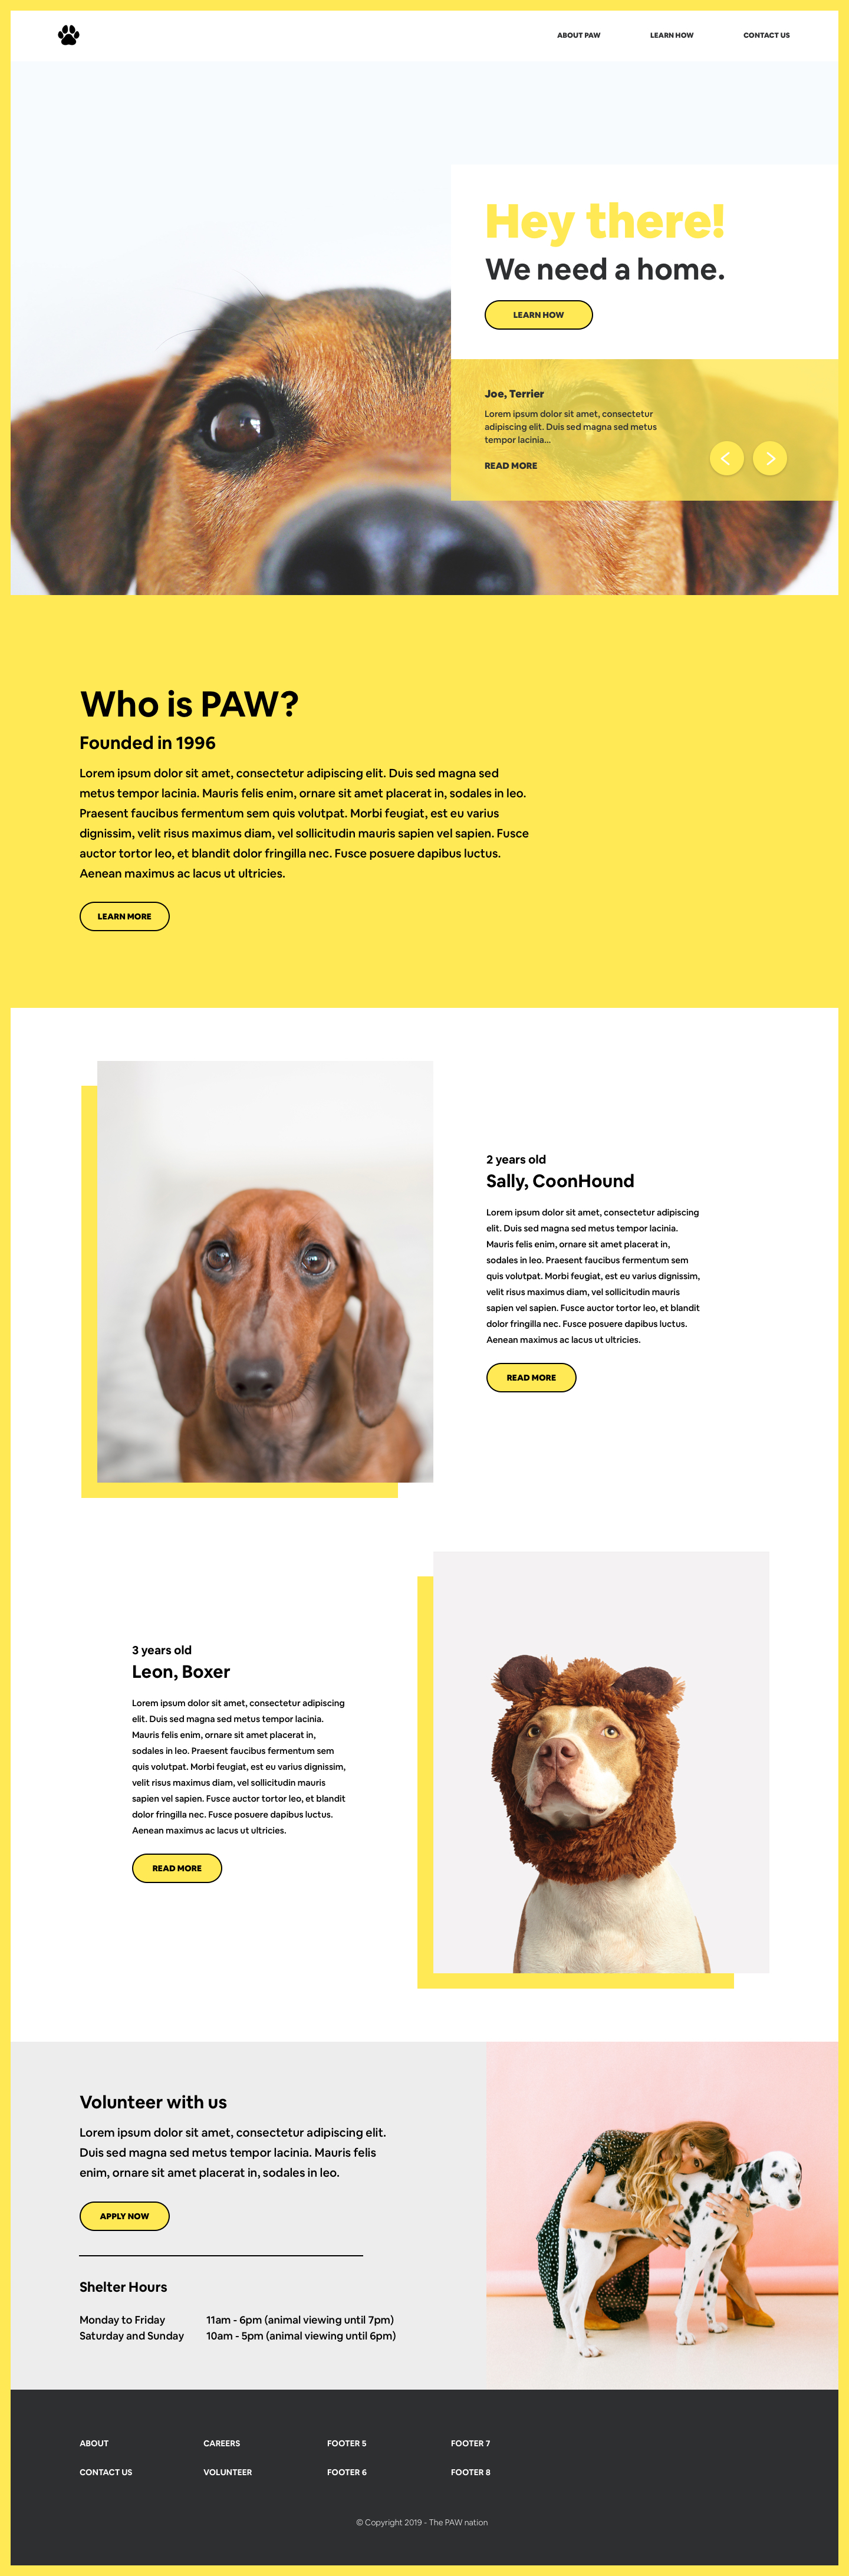 ABOUT PAW
LEARN HOW
CONTACT US
Hey there!
We need a home.
LEARN HOW
Joe, Terrier
Lorem ipsum dolor sit amet, consectetur
adipiscing elit. Duis sed magna sed metus
tempor lacinia...
READ MORE
Who is PAW?
Founded in 1996
Lorem ipsum dolor sit amet, consectetur adipiscing elit. Duis sed magna sed
metus tempor lacinia. Mauris felis enim, ornare sit amet placerat in, sodales in leo.
Praesent faucibus fermentum sem quis volutpat. Morbi feugiat, est eu varius
dignissim, velit risus maximus diam, vel sollicitudin mauris sapien vel sapien. Fusce
auctor tortor leo, et blandit dolor fringilla nec. Fusce posuere dapibus luctus.
Aenean maximus ac lacus ut ultricies.
LEARN MORE
2 years old
Sally, CoonHound
Lorem ipsum dolor sit amet, consectetur adipiscing
elit. Duis sed magna sed metus tempor lacinia.
Mauris felis enim, ornare sit amet placerat in,
sodales in leo. Praesent faucibus fermentum sem
quis volutpat. Morbi feugiat, est eu varius dignissim,
velit risus maximus diam, vel sollicitudin mauris
sapien vel sapien. Fusce auctor tortor leo, et blandit
dolor fringilla nec. Fusce posuere dapibus luctus.
Aenean maximus ac lacus ut ultricies.
READ MORE
3 years old
Leon, Boxer
Lorem ipsum dolor sit amet, consectetur adipiscing
elit. Duis sed magna sed metus tempor lacinia.
Mauris felis enim, ornare sit amet placerat in,
sodales in leo. Praesent faucibus fermentum sem
quis volutpat. Morbi feugiat, est eu varius dignissim,
velit risus maximus diam, vel sollicitudin mauris
sapien vel sapien. Fusce auctor tortor leo, et blandit
dolor fringilla nec. Fusce posuere dapibus luctus.
Aenean maximus ac lacus ut ultricies.
READ MORE
Volunteer with us
Lorem ipsum dolor sit amet, consectetur adipiscing elit.
Duis sed magna sed metus tempor lacinia. Mauris felis
enim, ornare sit amet placerat in, sodales in leo.
APPLY NOW
Shelter Hours
Monday to Friday 11am - 6pm (animal viewing until 7pm)
Saturday and Sunday 10am - 5pm (animal viewing until 6pm)
ABOUT CAREERS FOOTER 5 FOOTER 7
CONTACT US VOLUNTEER FOOTER 6 FOOTER 8
© Copyright 2019 - The PAW nation